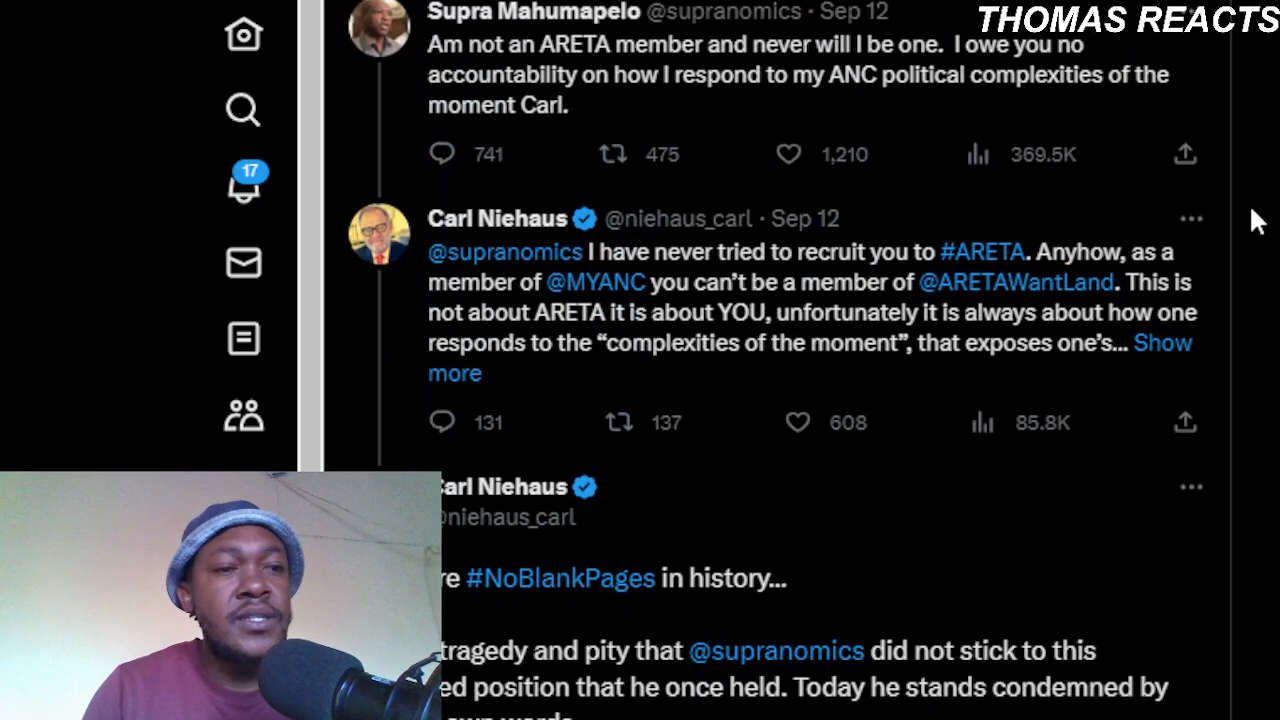 THOMAS REACTS
Supra Mahumapelo @supranomics · Sep 12
Am not an ARETA member and never will I be one. I owe you no
accountability on how I respond to my ANC political complexities of the
moment Carl.
741 475 1,210 369.5K
17
Carl Niehaus @niehaus_carl · Sep 12
@supranomics I have never tried to recruit you to #ARETA. Anyhow, as a
member of @MYANC you can't be a member of @ARETAWantLand. This is
not about ARETA it is about YOU, unfortunately it is always about how one
responds to the “complexities of the moment”, that exposes one's... Show
more
131 137 608 85.8K
Carl Niehaus
@niehaus_carl
re #NoBlankPages in history...
tragedy and pity that @supranomics did not stick to this
ed position that he once held. Today he stands condemned by
own words